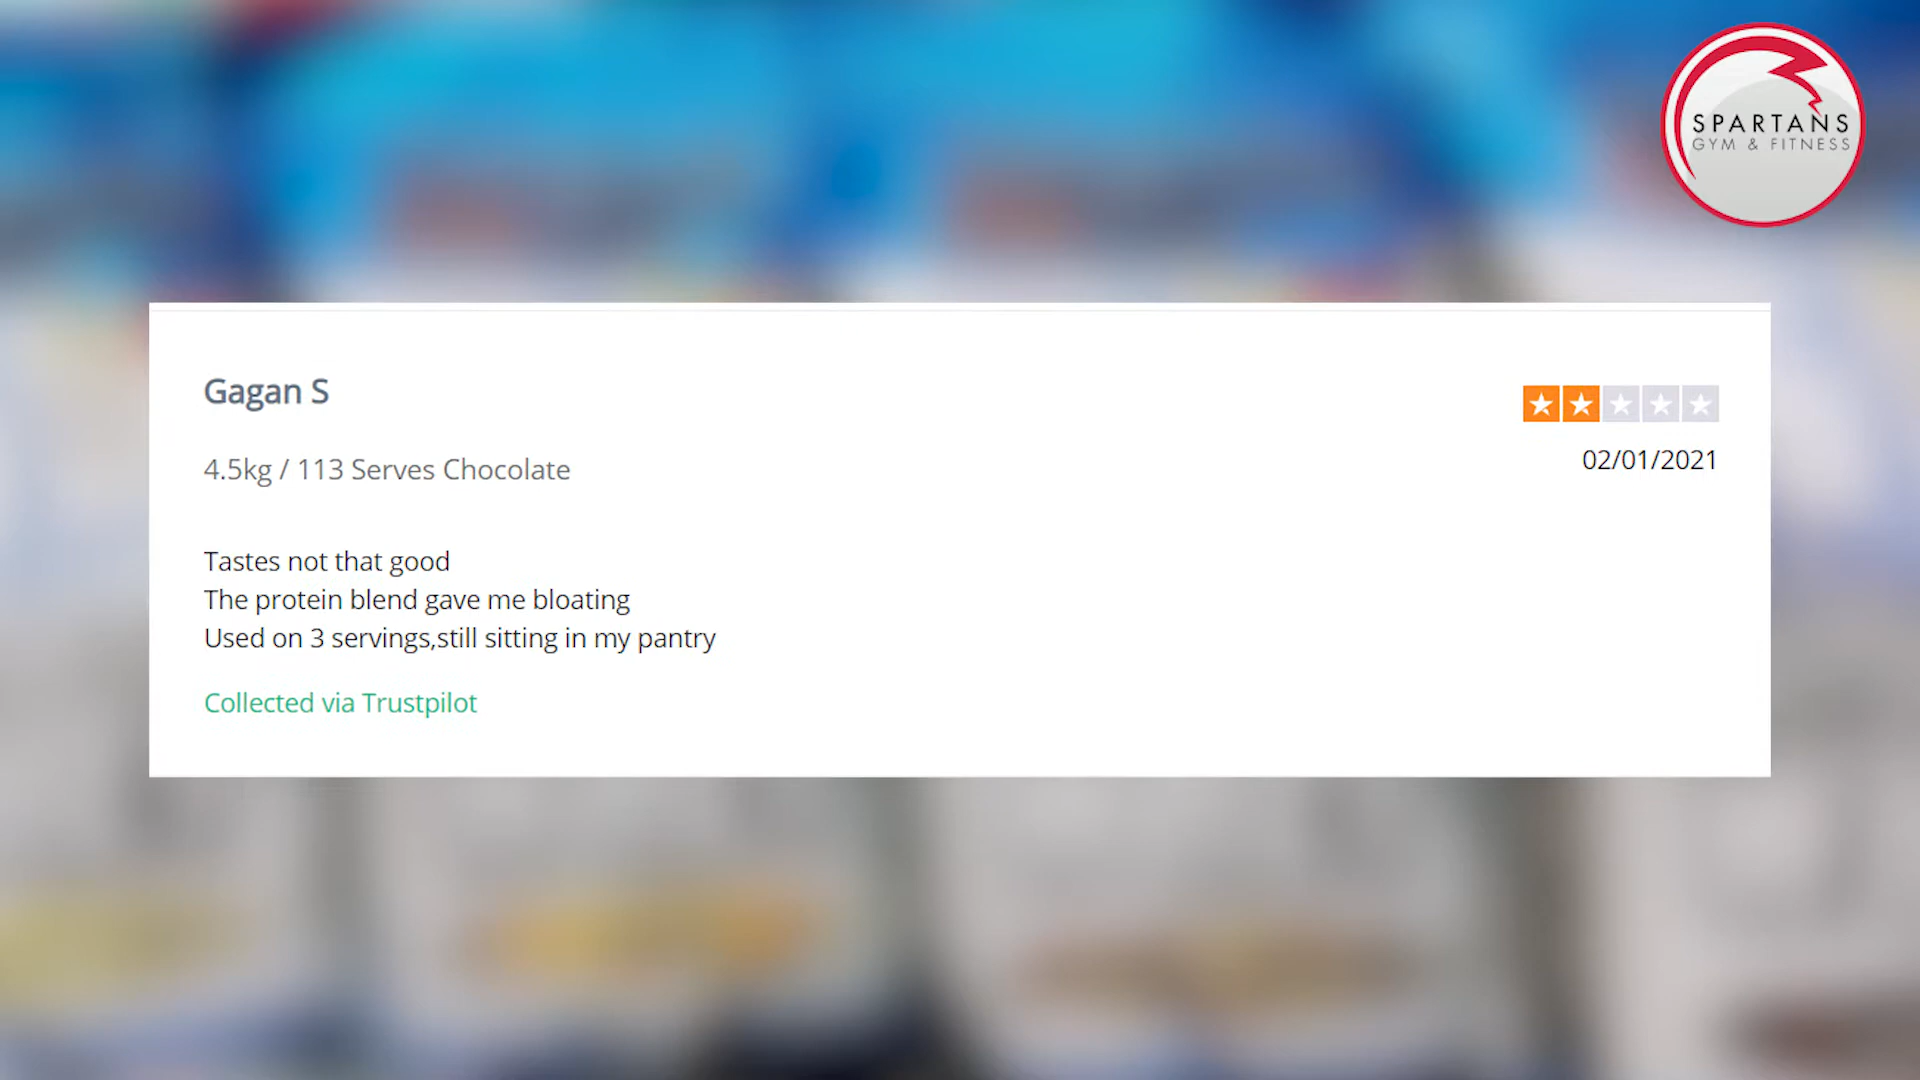 SPARTANS
GYM & FITNESS
Gagan S
02/01/2021
4.5kg / 113 Serves Chocolate
Tastes not that good
The protein blend gave me bloating
Used on 3 servings,still sitting in my pantry
Collected via Trustpilot